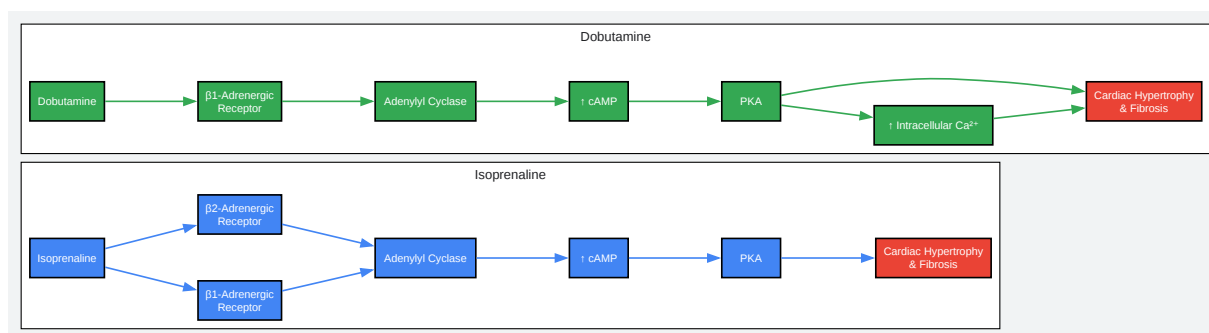 Dobutamine
Dobutamine
β1-Adrenergic
Receptor
Adenylyl Cyclase
↑ cAMP
PKA
↑ Intracellular Ca²⁺
Cardiac Hypertrophy
& Fibrosis
Isoprenaline
Isoprenaline
β2-Adrenergic
Receptor
β1-Adrenergic
Receptor
Adenylyl Cyclase
↑ cAMP
PKA
Cardiac Hypertrophy
& Fibrosis